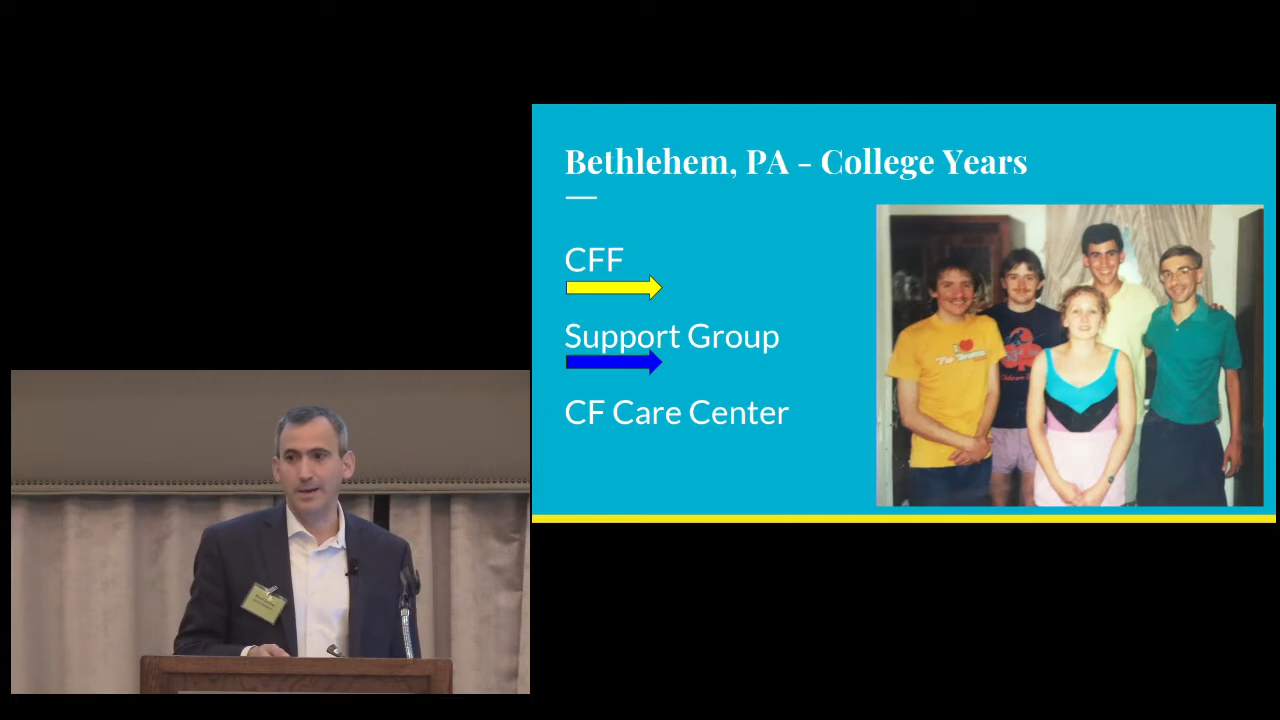 Bethlehem, PA - College Years
CFF
Support Group
CF Care Center